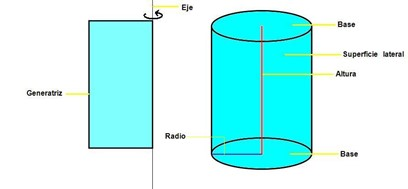 Eje
Base
Superficie lateral
Altura
Generatriz
Radio
Base